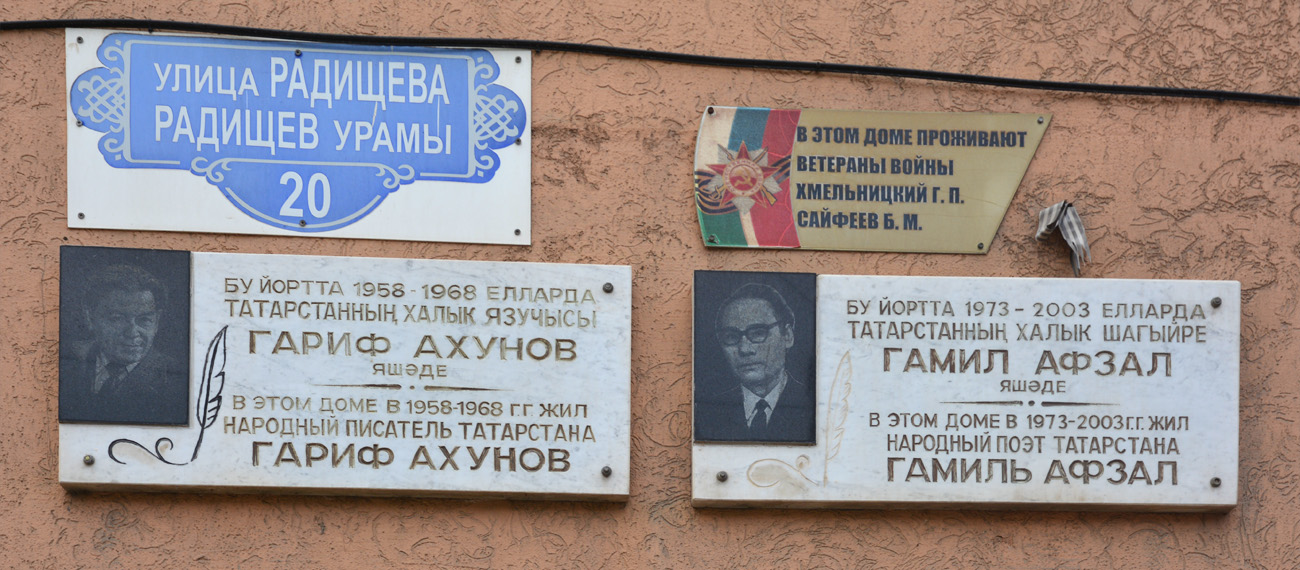 УЛИЦА РАДИЩЕВА
РАДИЩЕВ УРАМЫ
20
В ЭТОМ ДОМЕ ПРОЖИВАЮТ
ВЕТЕРАНЫ ВОЙНЫ
ХМЕЛЬНИЦКИЙ Г. П.
САЙФЕЕВ Б. М.
БУ ЙОРТТА 1958-1968 ЕЛЛАРДА
ТАТАРСТАННЫҢ ХАЛЫК ЯЗУЧЫСЫ
ГАРИФ АХУНОВ
ЯШӘДЕ
В ЭТОМ ДОМЕ В 1958-1968 Г.Г. ЖИЛ
НАРОДНЫЙ ПИСАТЕЛЬ ТАТАРСТАНА
ГАРИФ АХУНОВ
БУ ЙОРТТА 1973-2003 ЕЛЛАРДА
ТАТАРСТАННЫҢ ХАЛЫК ШАГЫЙРЕ
ГАМИЛ АФЗАЛ
ЯШӘДЕ
В ЭТОМ ДОМЕ В 1973-2003 Г.Г. ЖИЛ
НАРОДНЫЙ ПОЭТ ТАТАРСТАНА
ГАМИЛЬ АФЗАЛ